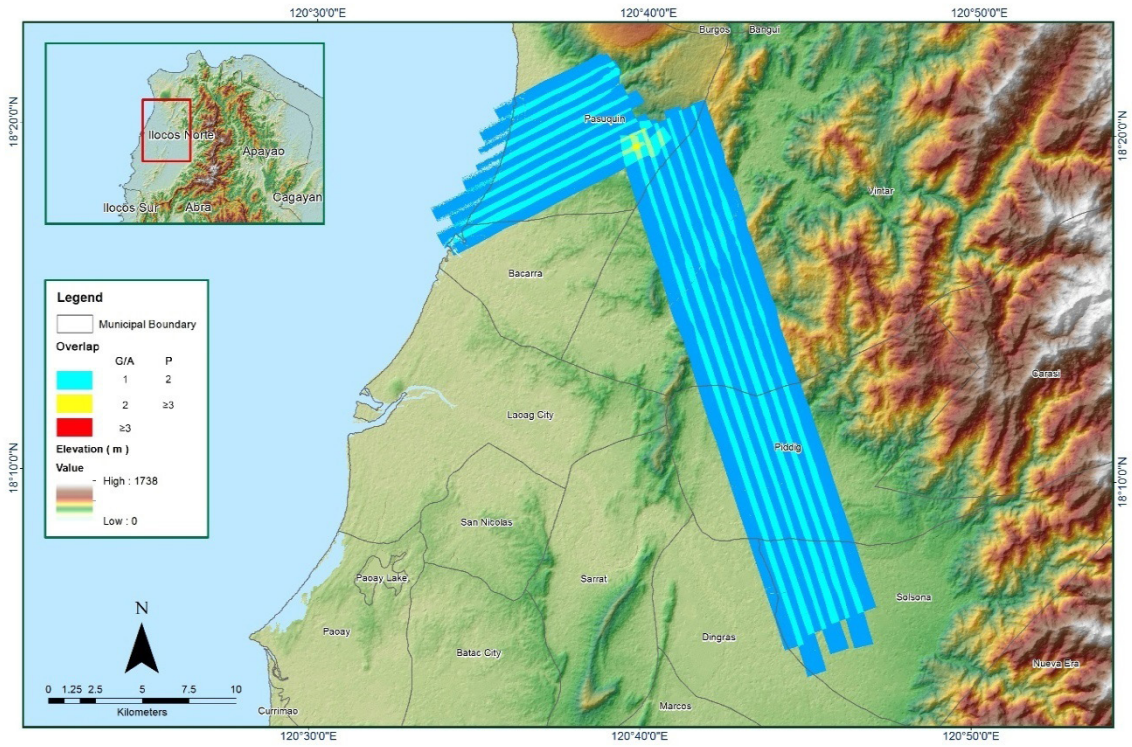 120°30'0"E
120°40'0"E
120°50'0"E
18°20'0"N
18°20'0"N
Burgos
Bangui
Pasuquin
Ilocos Norte
Apayao
Cagayan
Ilocos Sur
Abra
Vintar
Bacarra
Legend
Municipal Boundary
Overlap
G/A P
1 2
2 ≥3
≥3
Elevation ( m )
Value
High : 1738
Low : 0
Carasi
Laoag City
Piddig
18°10'0"N
18°10'0"N
San Nicolas
Paoay Lake
Sarrat
Solsona
N
Paoay
Batac City
Dingras
Nueva Era
0 1.25 2.5 5 7.5 10
Kilometers
Currimao
Marcos
120°30'0"E
120°40'0"E
120°50'0"E